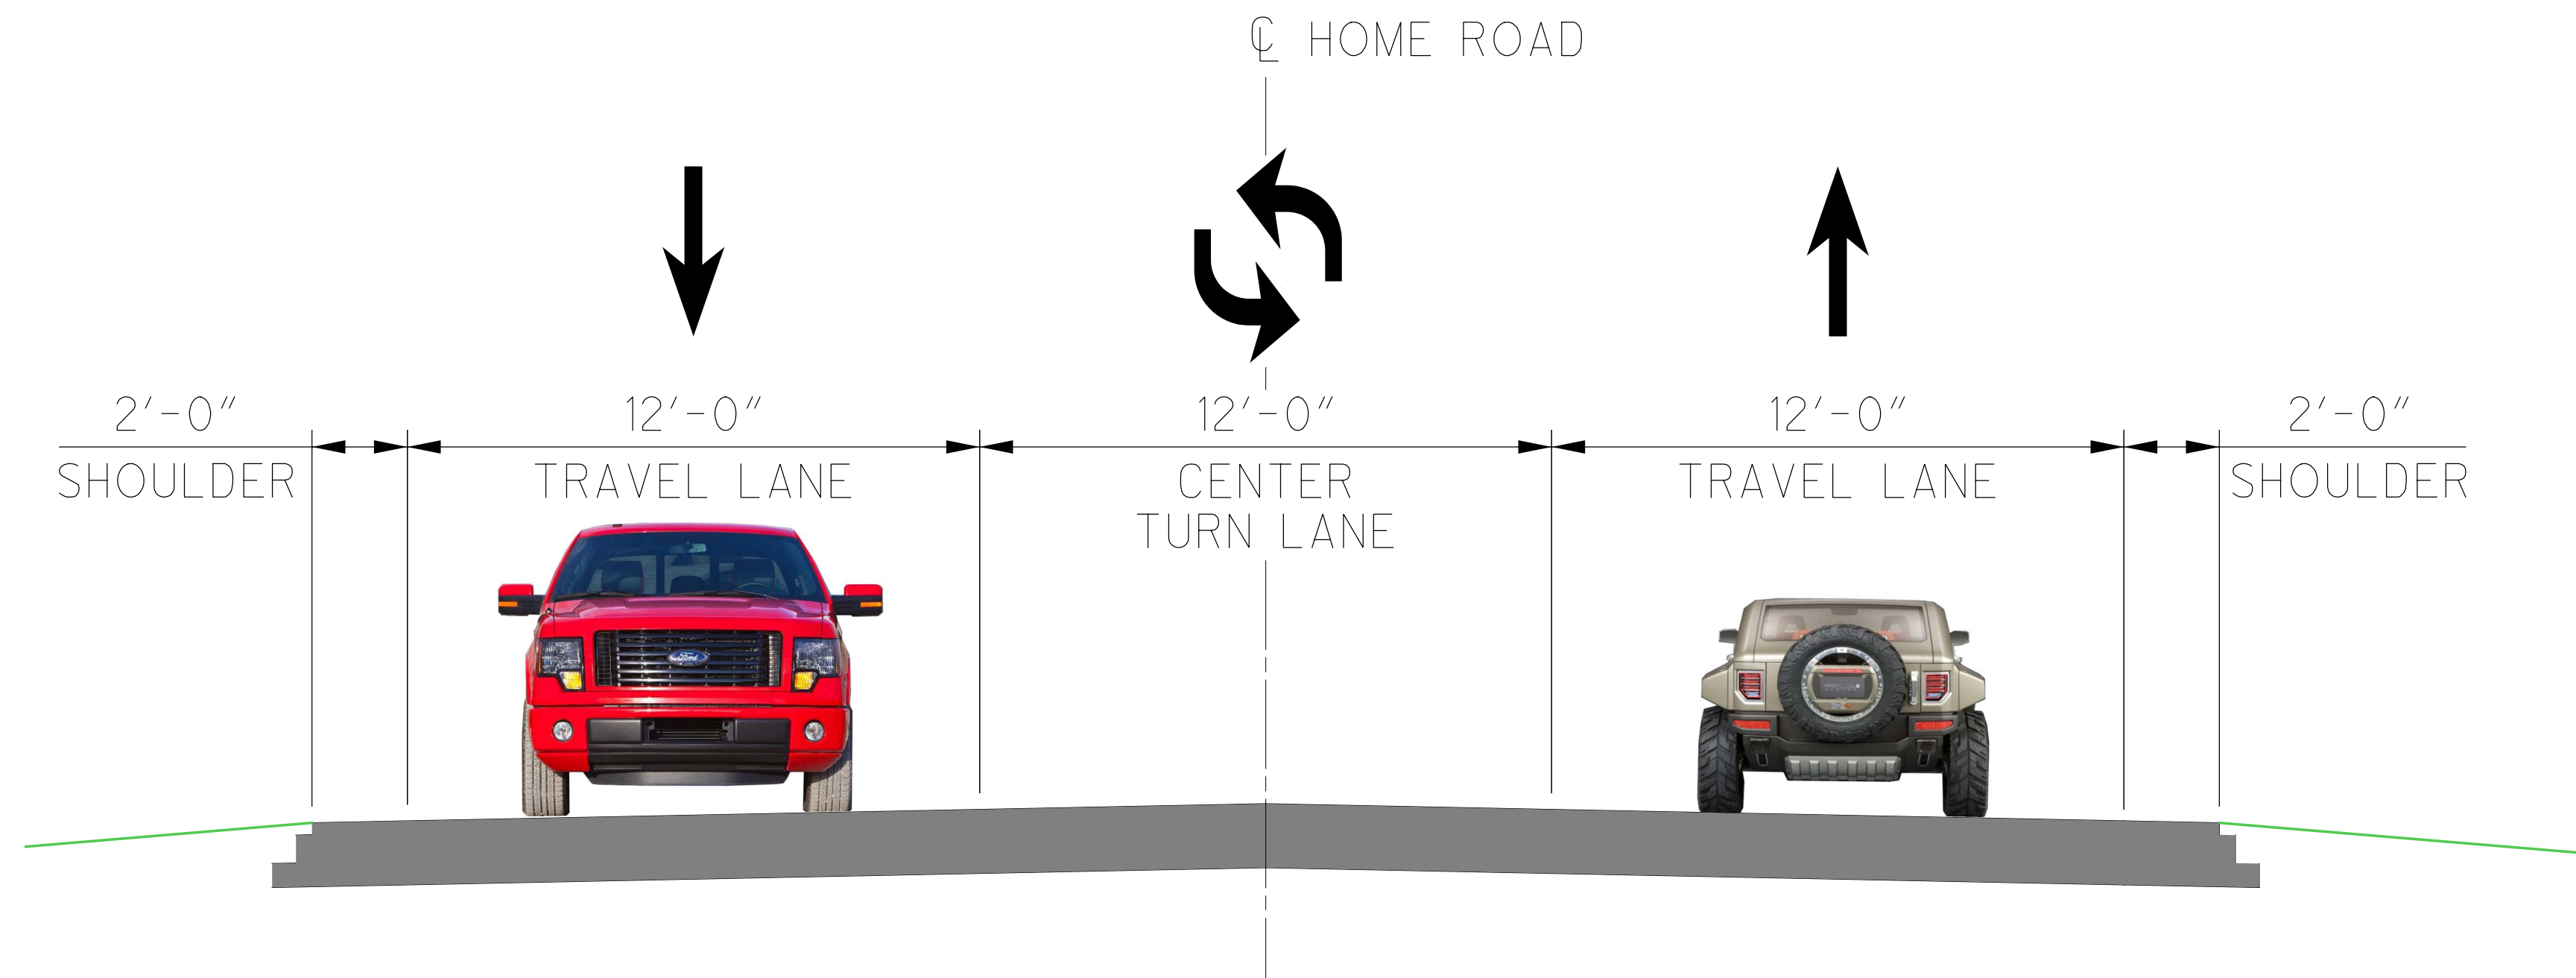 ℄ HOME ROAD
2'-0" 12'-0" 12'-0" 12'-0" 2'-0"
SHOULDER TRAVEL LANE CENTER TRAVEL LANE SHOULDER
TURN LANE
Ford